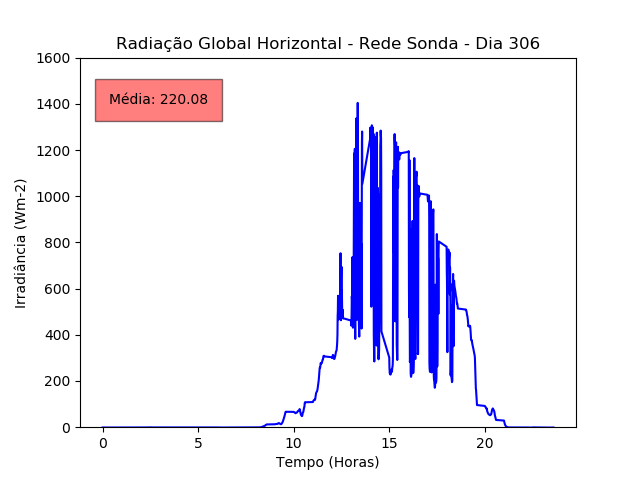 Radiação Global Horizontal - Rede Sonda - Dia 306
1600
1400
1200
1000
800
600
400
200
0
Média: 220.08
Irradiância (Wm-2)
0 5 10 15 20
Tempo (Horas)